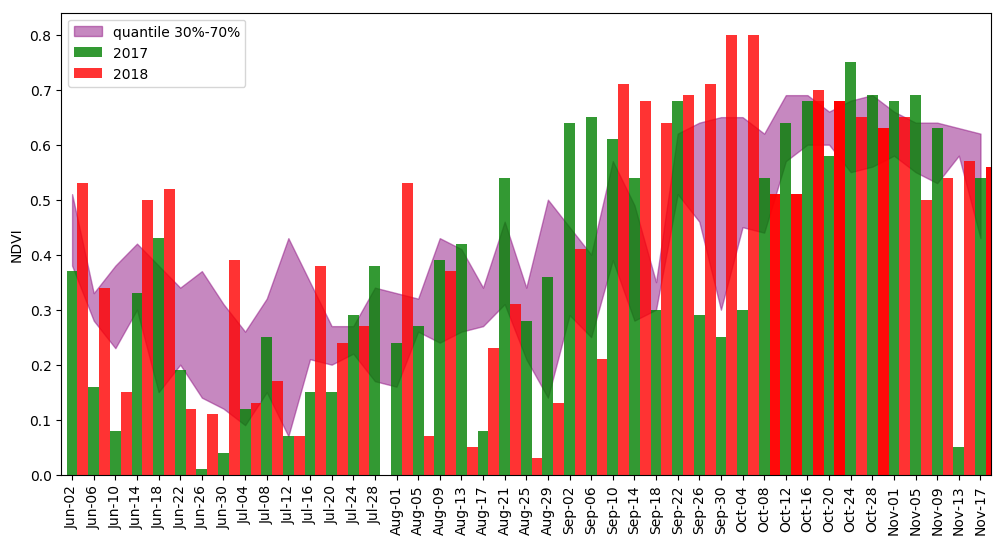 quantile 30%-70%
2017
2018
NDVI
0.8
0.7
0.6
0.5
0.4
0.3
0.2
0.1
0.0
Jun-02
Jun-06
Jun-10
Jun-14
Jun-18
Jun-22
Jun-26
Jun-30
Jul-04
Jul-08
Jul-12
Jul-16
Jul-20
Jul-24
Jul-28
Aug-01
Aug-05
Aug-09
Aug-13
Aug-17
Aug-21
Aug-25
Aug-29
Sep-02
Sep-06
Sep-10
Sep-14
Sep-18
Sep-22
Sep-26
Sep-30
Oct-04
Oct-08
Oct-12
Oct-16
Oct-20
Oct-24
Oct-28
Nov-01
Nov-05
Nov-09
Nov-13
Nov-17